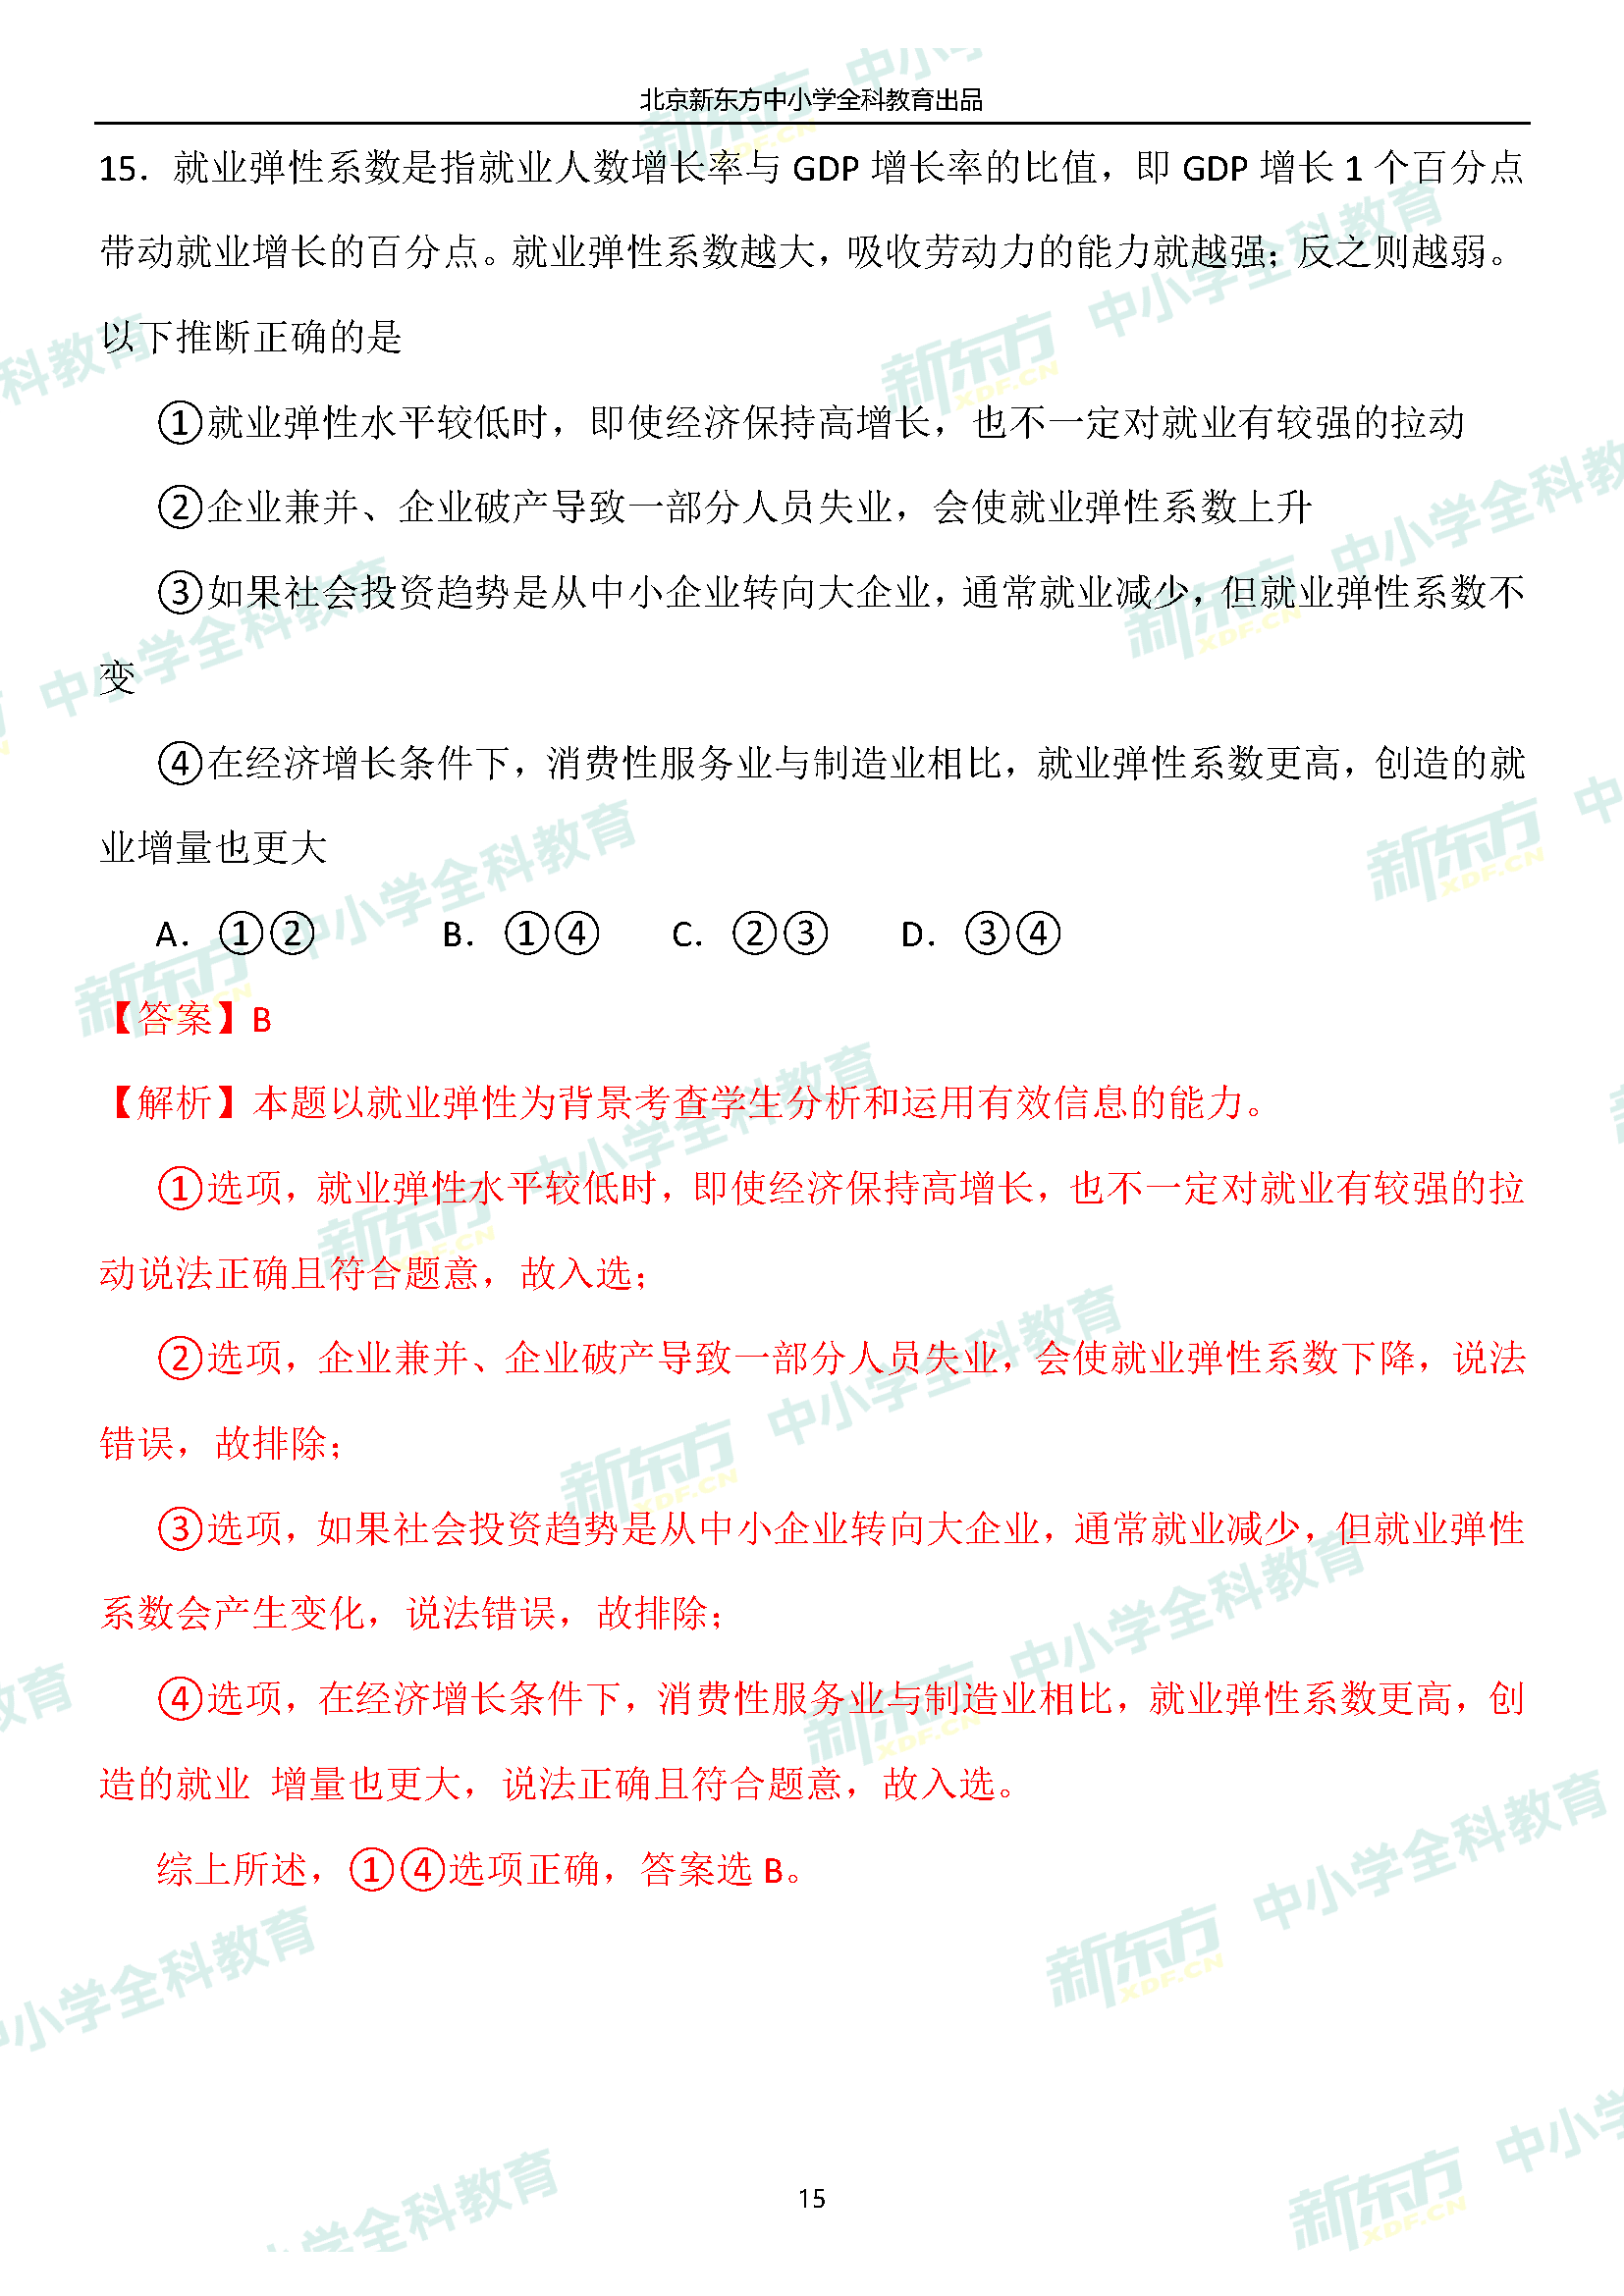 北京新东方中小学全科教育出品
15．就业弹性系数是指就业人数增长率与 GDP 增长率的比值，即 GDP 增长 1 个百分点
带动就业增长的百分点。就业弹性系数越大，吸收劳动力的能力就越强；反之则越弱。
以下推断正确的是
①就业弹性水平较低时，即使经济保持高增长，也不一定对就业有较强的拉动
②企业兼并、企业破产导致一部分人员失业，会使就业弹性系数上升
③如果社会投资趋势是从中小企业转向大企业，通常就业减少，但就业弹性系数不
变
④在经济增长条件下，消费性服务业与制造业相比，就业弹性系数更高，创造的就
业增量也更大
A．①② B．①④ C．②③ D．③④
【答案】B
【解析】本题以就业弹性为背景考查学生分析和运用有效信息的能力。
①选项，就业弹性水平较低时，即使经济保持高增长，也不一定对就业有较强的拉
动说法正确且符合题意，故入选；
②选项，企业兼并、企业破产导致一部分人员失业，会使就业弹性系数下降，说法
错误，故排除；
③选项，如果社会投资趋势是从中小企业转向大企业，通常就业减少，但就业弹性
系数会产生变化，说法错误，故排除；
④选项，在经济增长条件下，消费性服务业与制造业相比，就业弹性系数更高，创
造的就业 增量也更大，说法正确且符合题意，故入选。
综上所述，①④选项正确，答案选 B。
15